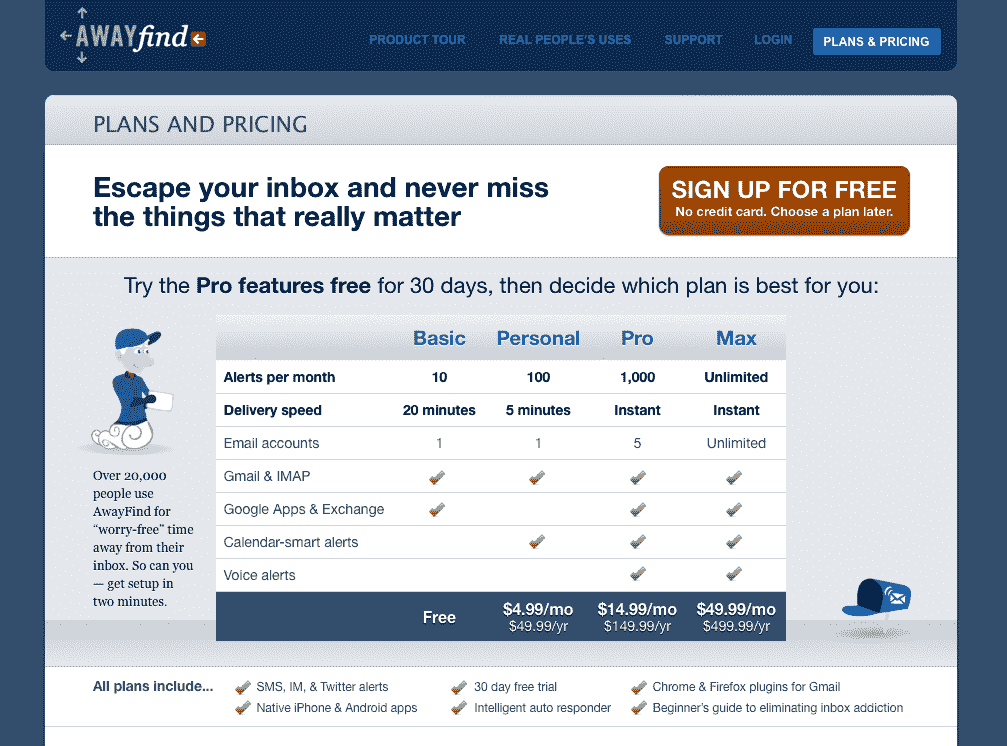 AWAYfind
PRODUCT TOUR REAL PEOPLE'S USES SUPPORT LOGIN PLANS & PRICING
PLANS AND PRICING
Escape your inbox and never miss
the things that really matter
SIGN UP FOR FREE
No credit card. Choose a plan later.
Try the Pro features free for 30 days, then decide which plan is best for you:
Basic Personal Pro Max
Alerts per month 10 100 1,000 Unlimited
Delivery speed 20 minutes 5 minutes Instant Instant
Email accounts 1 1 5 Unlimited
Gmail & IMAP
Google Apps & Exchange
Calendar-smart alerts
Voice alerts
Free $4.99/mo $14.99/mo $49.99/mo
$49.99/yr $149.99/yr $499.99/yr
Over 20,000
people use
AwayFind for
“worry-free” time
away from their
inbox. So can you
— get setup in
two minutes.
All plans include... SMS, IM, & Twitter alerts 30 day free trial Chrome & Firefox plugins for Gmail
Native iPhone & Android apps Intelligent auto responder Beginner's guide to eliminating inbox addiction